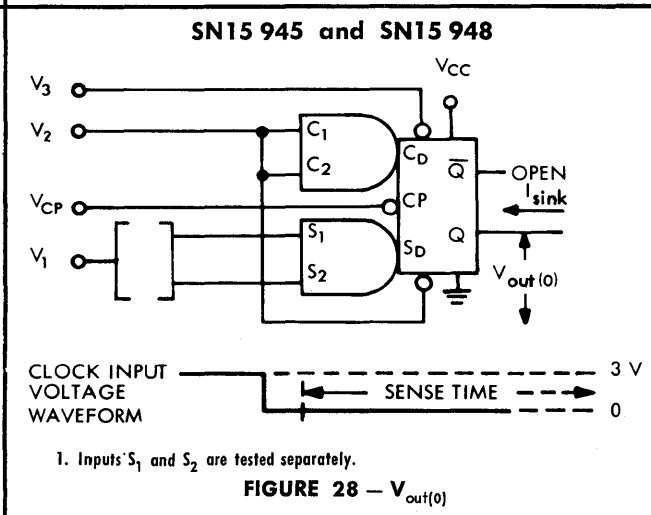 SN15 945 and SN15 948
VCC
V3
V2
C1
C2
CD
Q̅
OPEN
Isink
VCP
CP
V1
S1
S2
SD
Q
Vout(0)
CLOCK INPUT VOLTAGE WAVEFORM
3 V
SENSE TIME
0
1. Inputs S1 and S2 are tested separately.
FIGURE 28 — Vout(0)